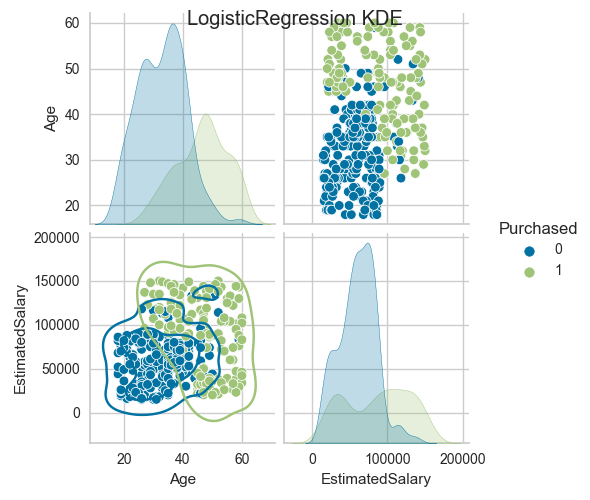 LogisticRegression KDE
60
50
40
30
20
Age
Purchased
0
1
200000
150000
100000
50000
0
EstimatedSalary
20 40 60
0 100000 200000
Age
EstimatedSalary